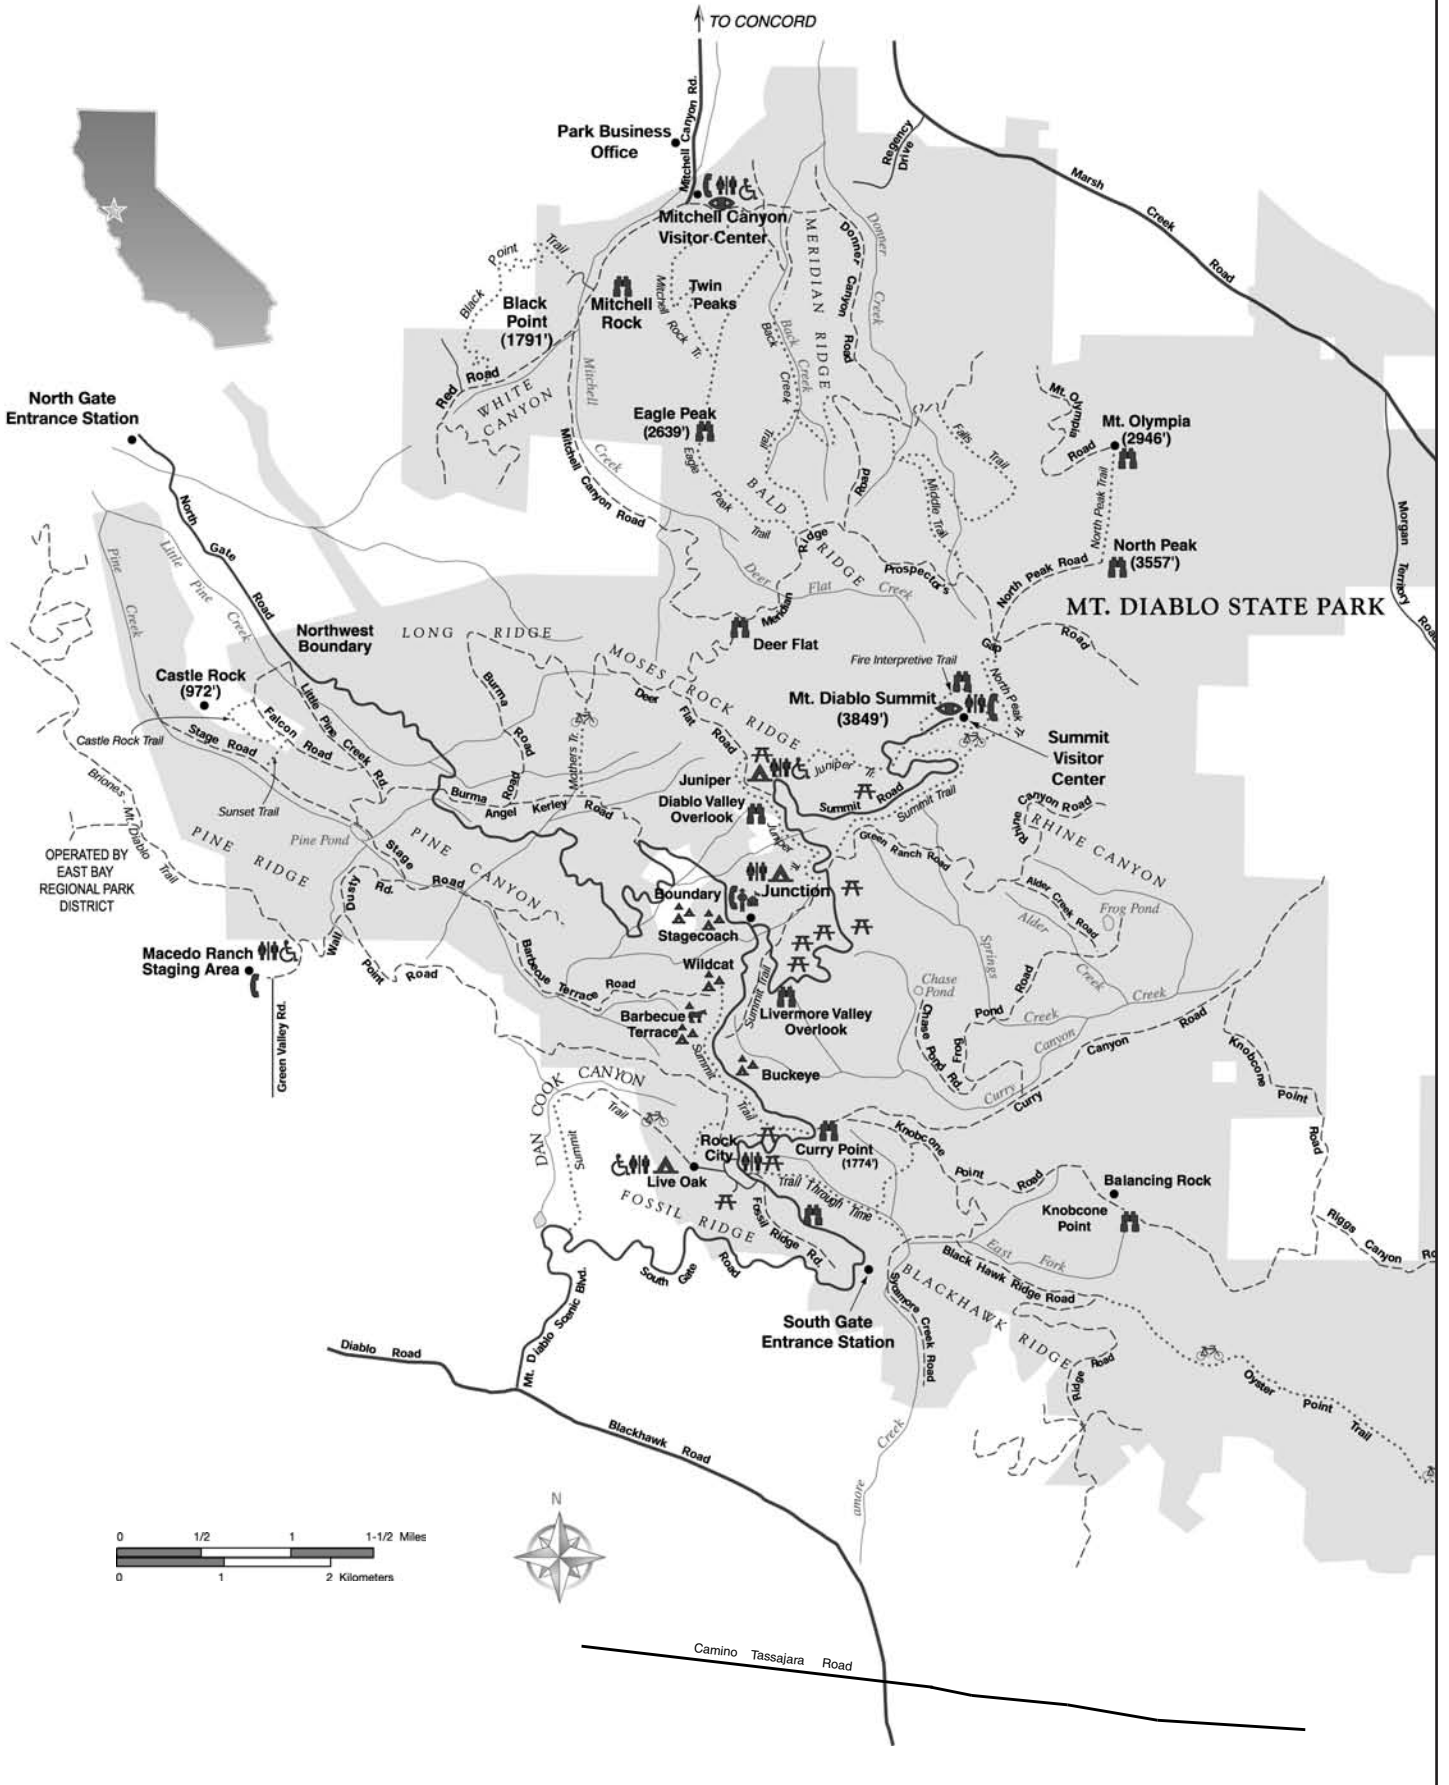 TO CONCORD
Mitchell Canyon Rd.
Park Business
Office
Regency
Drive
Marsh
Creek
Road
Mitchell Canyon
Visitor Center
Black
Point
Trail
Black
Point
(1791')
Mitchell
Rock
Mitchell
Rock
Tr.
Twin
Peaks
MERIDIAN RIDGE
Donner
Canyon
Road
Donner
Creek
Back
Creek
Trail
Back
Creek
Red
Road
WHITE
CANYON
Mitchell
Creek
Mitchell Canyon Road
Eagle Peak
(2639')
Eagle
Peak
Trail
BALD
RIDGE
Road
Falls
Trail
Middle Trail
Mt. Olympia
Road
Mt. Olympia
(2946')
North Peak Trail
North Peak
(3557')
North Peak Road
Morgan
Territory
Road
MT. DIABLO STATE PARK
North Gate
Entrance Station
North
Gate
Road
Pine
Creek
Little
Pine
Creek
Northwest
Boundary
LONG RIDGE
Deer
Flat
Creek
Meridian
Ridge
Prospector's
Gap
Road
Deer Flat
Fire Interpretive Trail
Mt. Diablo Summit
(3849')
North Peak
Tr.
Summit
Visitor
Center
MOSES ROCK RIDGE
Deer
Flat
Road
Castle Rock
(972')
Castle Rock Trail
Stage Road
Falcon
Road
Little Pine Creek Rd.
Sunset Trail
Burma
Road
Mothers Tr.
Briones-Mt. Diablo
Trail
OPERATED BY
EAST BAY
REGIONAL PARK
DISTRICT
PINE
RIDGE
Pine Pond
Burma
Road
Angel
Kerley
Road
Juniper
Juniper
Tr.
Diablo Valley
Overlook
Juniper
Tr.
Summit
Road
Summit Trail
Green Ranch Road
Canyon Road
Rhine
RHINE CANYON
Alder Creek Road
Alder
Creek
Frog Pond
PINE
CANYON
Stage
Road
Dusty
Rd.
Wall
Point
Road
Macedo Ranch
Staging Area
Green Valley Rd.
Boundary
Junction
Stagecoach
Wildcat
Barbecue
Terrace
Road
Barbecue
Terrace
Summit Trail
Livermore Valley
Overlook
Springs
Creek
Chase
Pond
Chase Pond Rd.
Frog
Pond
Road
Creek
Curry
Canyon
Curry
Canyon
Road
Buckeye
Summit
Trail
DAN COOK CANYON
Summit
Trail
Rock
City
Curry Point
(1774')
Live Oak
Trail Through Time
FOSSIL RIDGE
Fossil
Ridge Rd.
Knobcone
Point
Road
Knobcone
Point
Road
Balancing Rock
Knobcone
Point
East
Fork
Riggs
Canyon
Black Hawk Ridge Road
BLACKHAWK RIDGE
Sycamore
Creek Road
South
Gate
Road
South Gate
Entrance Station
Mt. Diablo Scenic Blvd.
Diablo Road
Blackhawk Road
Ridge
Road
Oyster
Point
Trail
Creek
amore
N
0 1/2 1 1-1/2 Miles
0 1 2 Kilometers
Camino Tassajara Road